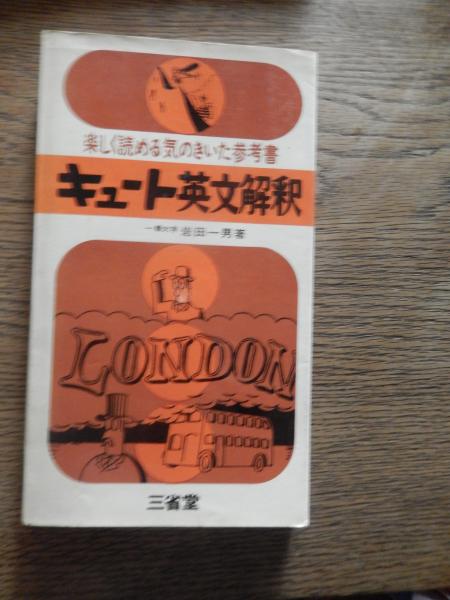 楽しく読める気のきいた参考書
キュート英文解釈
一橋大学 岩田一男著
LONDON
三省堂